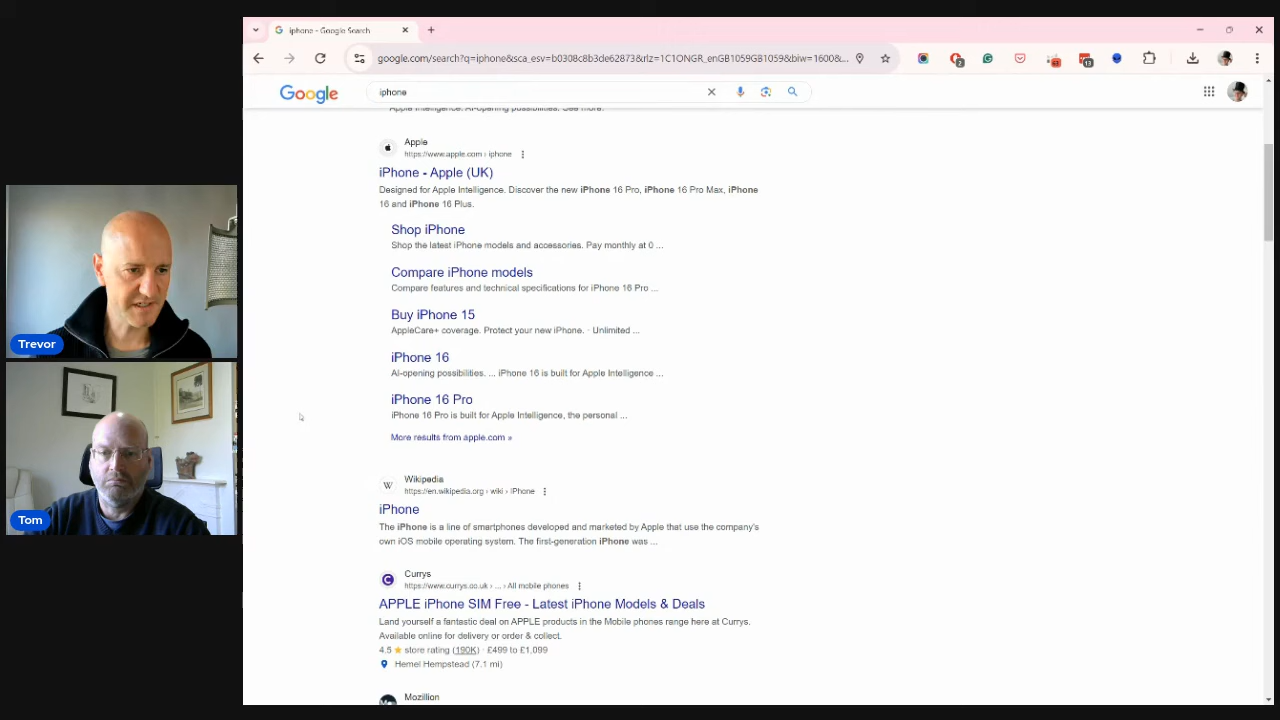 iphone - Google Search
google.com/search?q=iphone&sca_esv=b0308c8b3de62873&rlz=1C1ONGR_enGB1059GB1059&biw=1600&...
Google
iphone
Apple Intelligence. AI-opening possibilities. See more.
Apple
https://www.apple.com › iphone
iPhone - Apple (UK)
Designed for Apple Intelligence. Discover the new iPhone 16 Pro, iPhone 16 Pro Max, iPhone
16 and iPhone 16 Plus.
Shop iPhone
Shop the latest iPhone models and accessories. Pay monthly at 0 ...
Compare iPhone models
Compare features and technical specifications for iPhone 16 Pro ...
Buy iPhone 15
AppleCare+ coverage. Protect your new iPhone. · Unlimited ...
iPhone 16
AI-opening possibilities. ... iPhone 16 is built for Apple Intelligence ...
iPhone 16 Pro
iPhone 16 Pro is built for Apple Intelligence, the personal ...
More results from apple.com »
W
Wikipedia
https://en.wikipedia.org › wiki › IPhone
iPhone
The iPhone is a line of smartphones developed and marketed by Apple that use the company's
own iOS mobile operating system. The first-generation iPhone was ...
Currys
https://www.currys.co.uk › ... › All mobile phones
APPLE iPhone SIM Free - Latest iPhone Models & Deals
Land yourself a fantastic deal on APPLE products in the Mobile phones range here at Currys.
Available online for delivery or order & collect.
4.5 ★ store rating (190K) · £499 to £1,099
Hemel Hempstead (7.1 mi)
Mozillion
Trevor
Tom